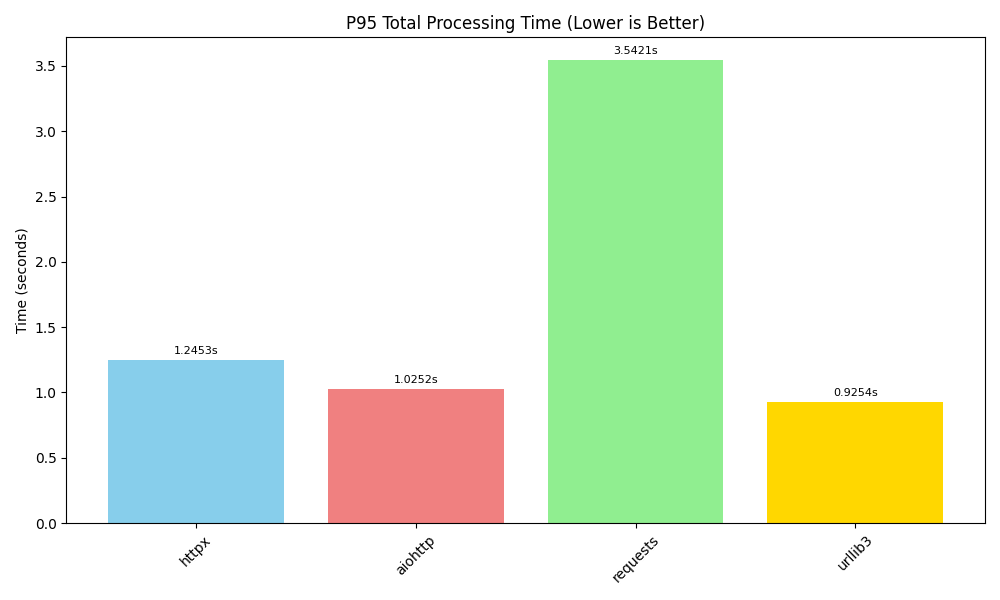 P95 Total Processing Time (Lower is Better)
Time (seconds)
3.5
3.0
2.5
2.0
1.5
1.0
0.5
0.0
1.2453s
1.0252s
3.5421s
0.9254s
httpx
aiohttp
requests
urllib3